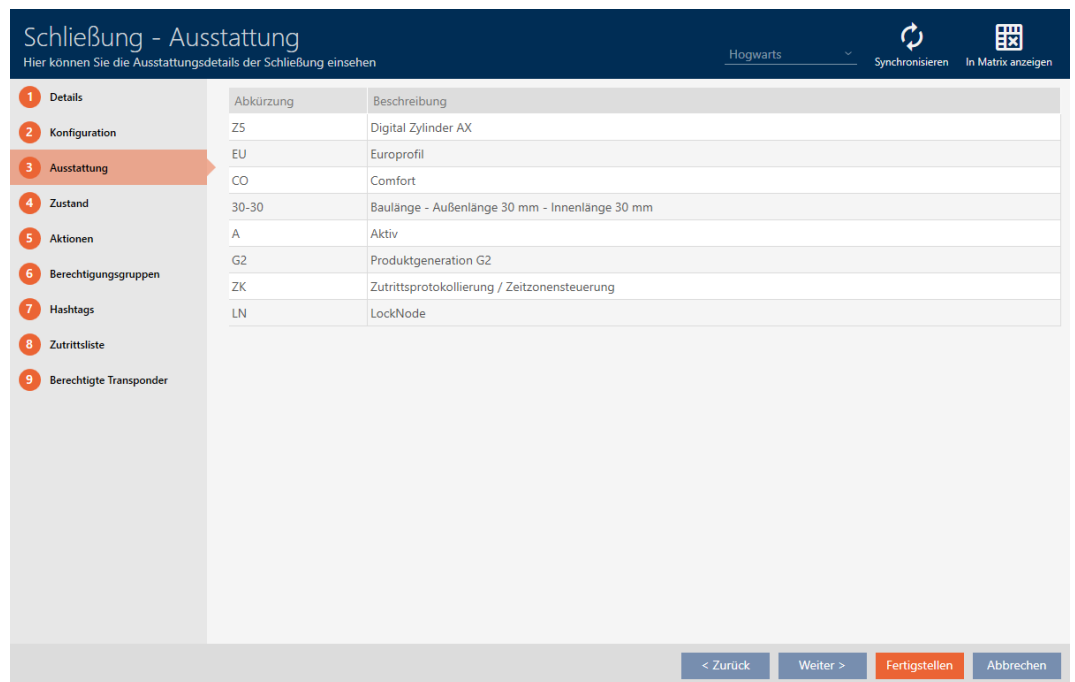 Schließung - Ausstattung
Hier können Sie die Ausstattungsdetails der Schließung einsehen
Hogwarts
Synchronisieren
In Matrix anzeigen
1 Details
2 Konfiguration
3 Ausstattung
4 Zustand
5 Aktionen
6 Berechtigungsgruppen
7 Hashtags
8 Zutrittsliste
9 Berechtigte Transponder
Abkürzung Beschreibung
Z5 Digital Zylinder AX
EU Europrofil
CO Comfort
30-30 Baulänge - Außenlänge 30 mm - Innenlänge 30 mm
A Aktiv
G2 Produktgeneration G2
ZK Zutrittsprotokollierung / Zeitzonensteuerung
LN LockNode
< Zurück Weiter > Fertigstellen Abbrechen